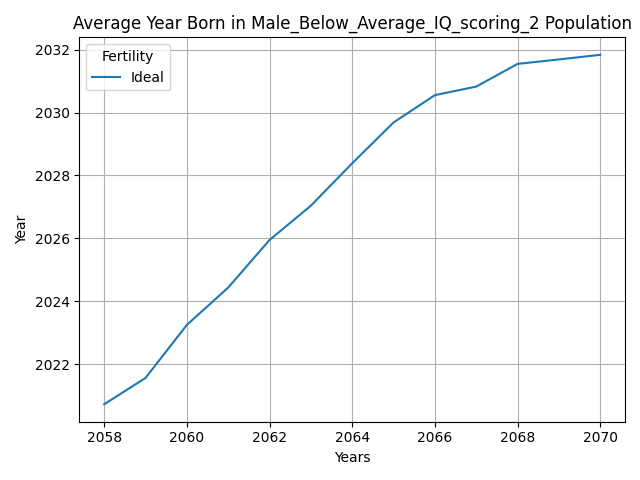 Average Year Born in Male_Below_Average_IQ_scoring_2 Population
Fertility
Ideal
Year
2032
2030
2028
2026
2024
2022
2058 2060 2062 2064 2066 2068 2070
Years